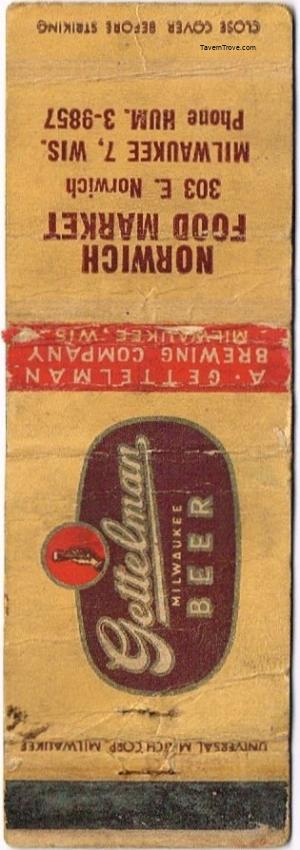 CLOSE COVER BEFORE STRIKING
TavernTrove.com
NORWICH
FOOD MARKET
303 E. Norwich
MILWAUKEE 7, WIS.
Phone HUM. 3-9857
A. GETTELMAN
BREWING COMPANY
MILWAUKEE, WIS.
Gettelman
MILWAUKEE
BEER
UNIVERSAL MATCH CORP. MILWAUKEE